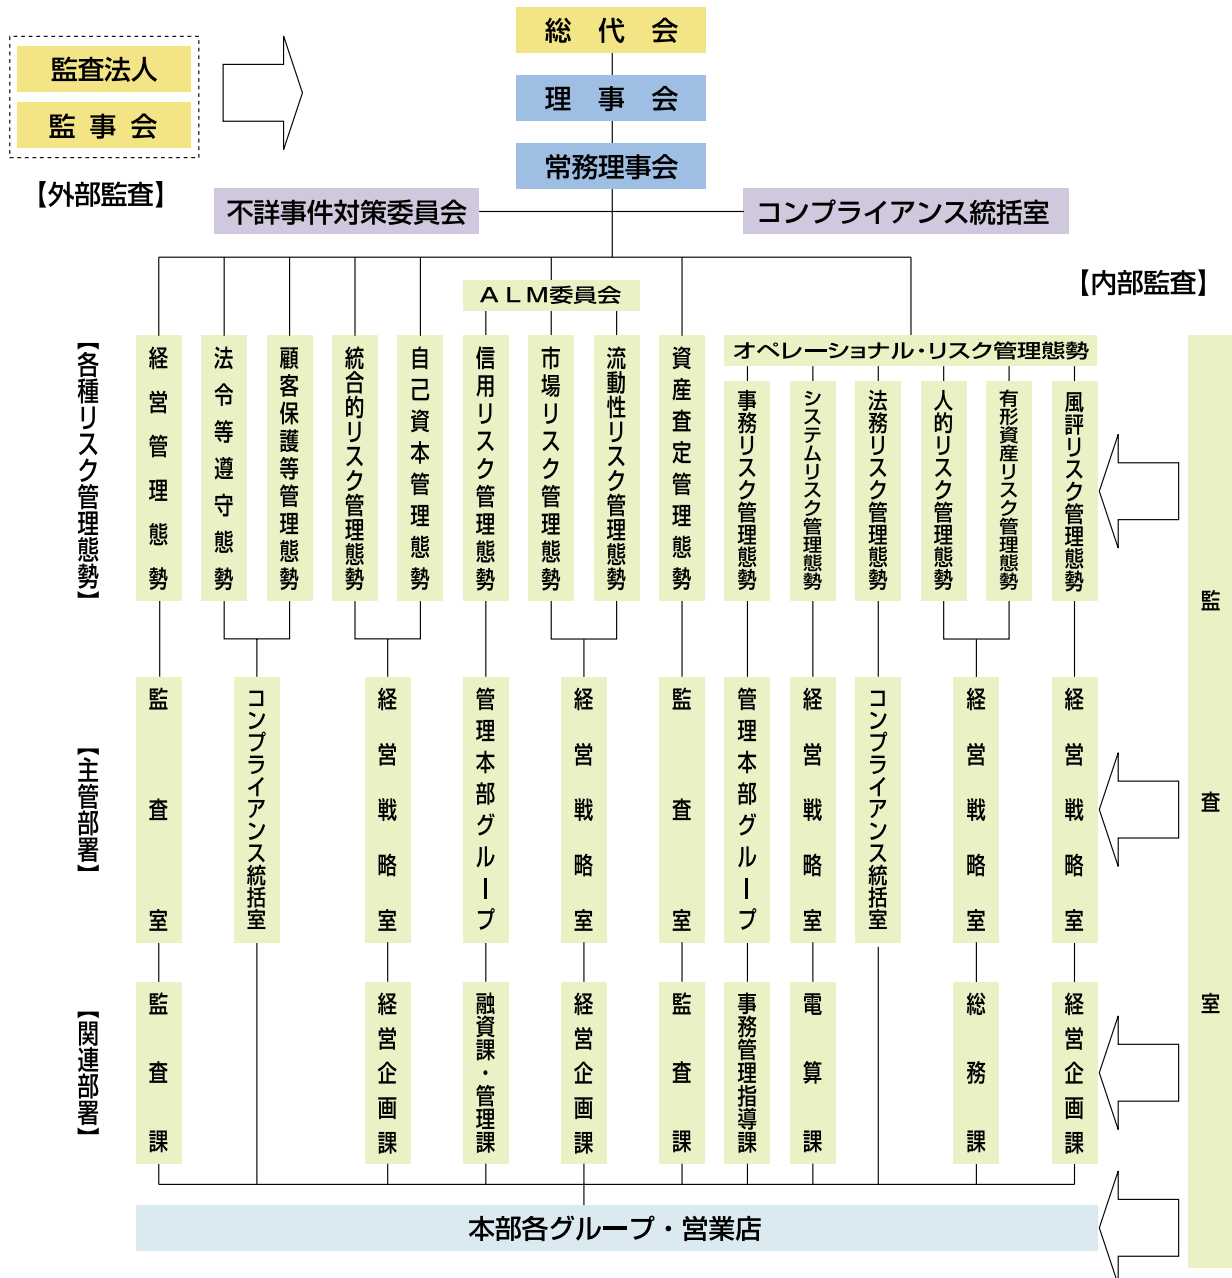 総代会
監査法人
理事会
監事会
常務理事会
【外部監査】
不詳事件対策委員会
コンプライアンス統括室
【内部監査】
ALM委員会
【各種リスク管理態勢】
経営管理態勢
法令等遵守態勢
顧客保護等管理態勢
統合的リスク管理態勢
自己資本管理態勢
信用リスク管理態勢
市場リスク管理態勢
流動性リスク管理態勢
資産査定管理態勢
オペレーショナル・リスク管理態勢
事務リスク管理態勢
システムリスク管理態勢
法務リスク管理態勢
人的リスク管理態勢
有形資産リスク管理態勢
風評リスク管理態勢
監査室
【主管部署】
監査室
コンプライアンス統括室
経営戦略室
管理本部グループ
経営戦略室
監査室
管理本部グループ
経営戦略室
コンプライアンス統括室
経営戦略室
経営戦略室
【関連部署】
監査課
経営企画課
融資課・管理課
経営企画課
監査課
事務管理指導課
電算課
総務課
経営企画課
本部各グループ・営業店